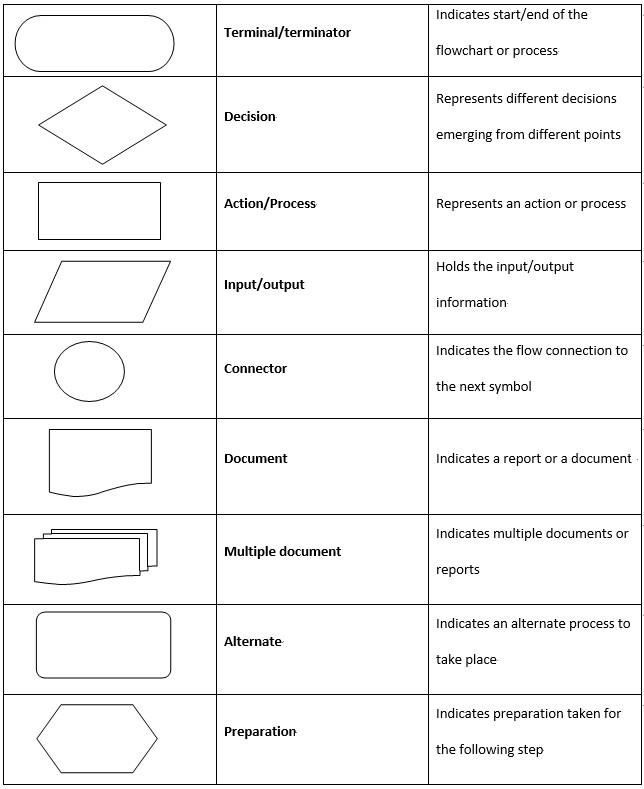 Terminal/terminator
Indicates start/end of the
flowchart or process
Decision
Represents different decisions
emerging from different points
Action/Process
Represents an action or process
Input/output
Holds the input/output
information
Connector
Indicates the flow connection to
the next symbol
Document
Indicates a report or a document
Multiple document
Indicates multiple documents or
reports
Alternate
Indicates an alternate process to
take place
Preparation
Indicates preparation taken for
the following step